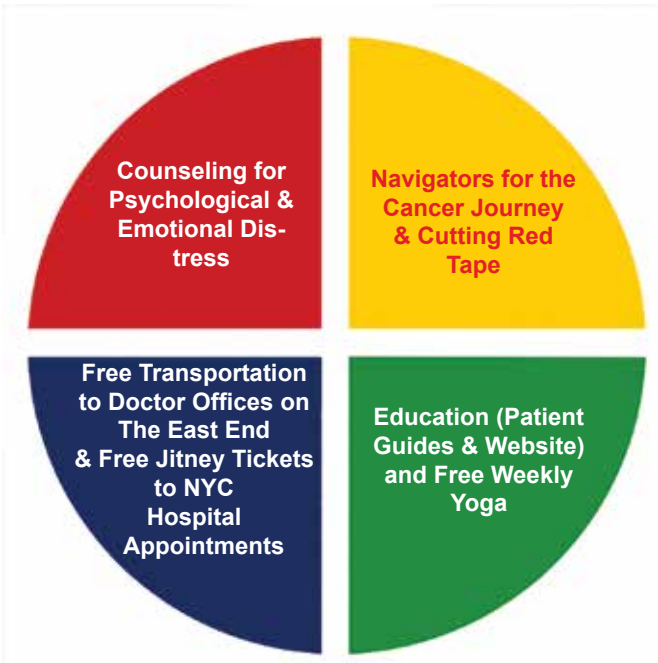 Counseling for
Psychological &
Emotional Dis-
tress
Navigators for the
Cancer Journey
& Cutting Red
Tape
Free Transportation
to Doctor Offices on
The East End
& Free Jitney Tickets
to NYC
Hospital
Appointments
Education (Patient
Guides & Website)
and Free Weekly
Yoga